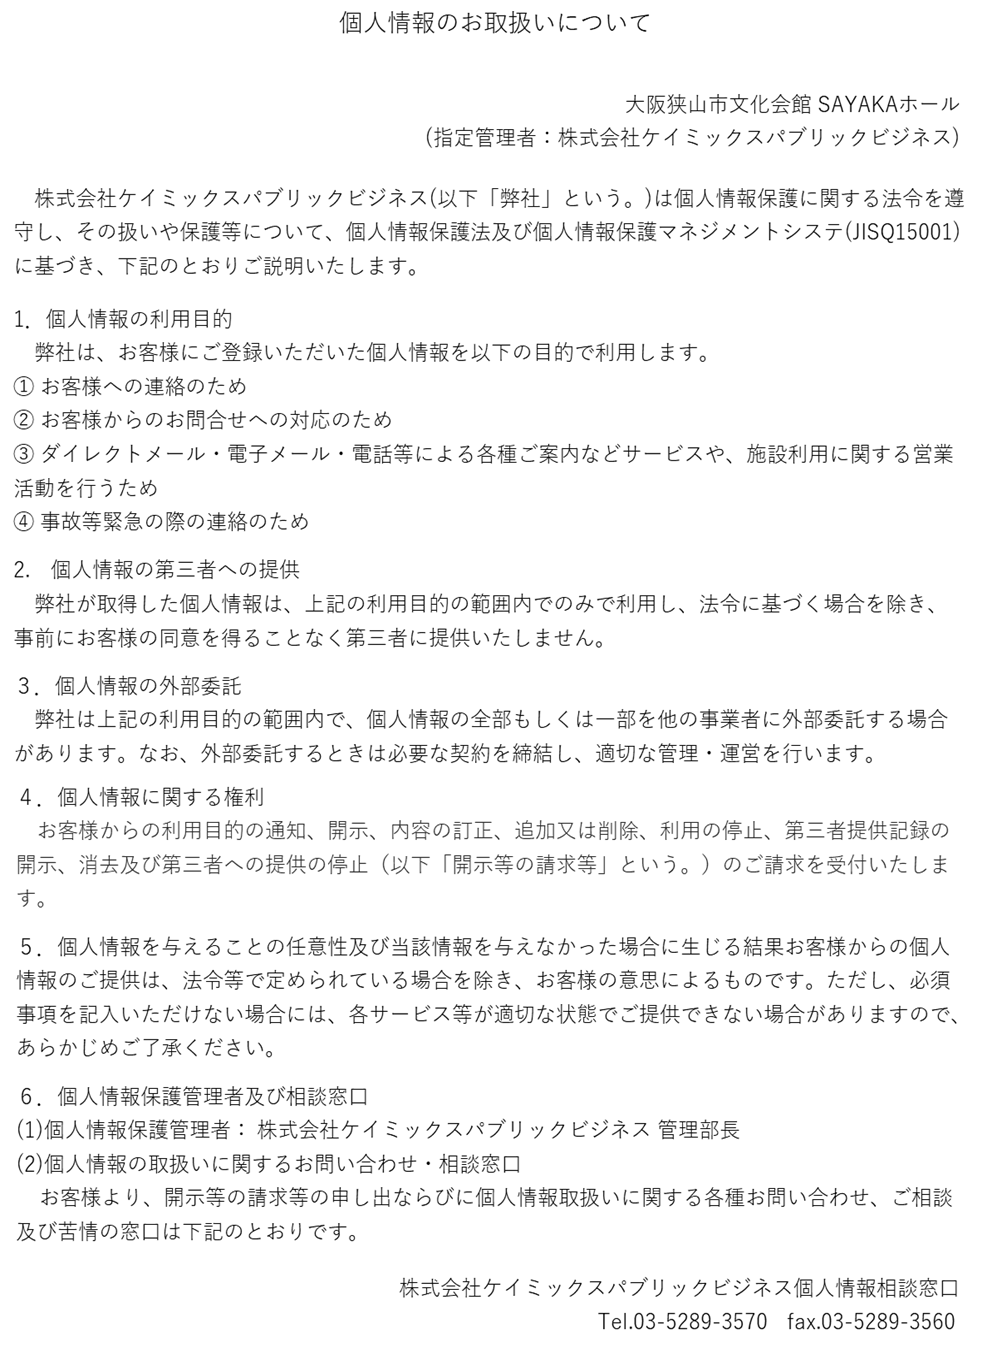 個人情報のお取扱いについて
大阪狭山市文化会館 SAYAKAホール
(指定管理者：株式会社ケイミックスパブリックビジネス)
株式会社ケイミックスパブリックビジネス(以下「弊社」という。)は個人情報保護に関する法令を遵
守し、その扱いや保護等について、個人情報保護法及び個人情報保護マネジメントシステ(JISQ15001)
に基づき、下記のとおりご説明いたします。
1．個人情報の利用目的
弊社は、お客様にご登録いただいた個人情報を以下の目的で利用します。
① お客様への連絡のため
② お客様からのお問合せへの対応のため
③ ダイレクトメール・電子メール・電話等による各種ご案内などサービスや、施設利用に関する営業
活動を行うため
④ 事故等緊急の際の連絡のため
2.　個人情報の第三者への提供
弊社が取得した個人情報は、上記の利用目的の範囲内でのみで利用し、法令に基づく場合を除き、
事前にお客様の同意を得ることなく第三者に提供いたしません。
３．個人情報の外部委託
弊社は上記の利用目的の範囲内で、個人情報の全部もしくは一部を他の事業者に外部委託する場合
があります。なお、外部委託するときは必要な契約を締結し、適切な管理・運営を行います。
４．個人情報に関する権利
お客様からの利用目的の通知、開示、内容の訂正、追加又は削除、利用の停止、第三者提供記録の
開示、消去及び第三者への提供の停止（以下「開示等の請求等」という。）のご請求を受付いたしま
す。
５．個人情報を与えることの任意性及び当該情報を与えなかった場合に生じる結果お客様からの個人
情報のご提供は、法令等で定められている場合を除き、お客様の意思によるものです。ただし、必須
事項を記入いただけない場合には、各サービス等が適切な状態でご提供できない場合がありますので、
あらかじめご了承ください。
６．個人情報保護管理者及び相談窓口
(1)個人情報保護管理者： 株式会社ケイミックスパブリックビジネス 管理部長
(2)個人情報の取扱いに関するお問い合わせ・相談窓口
お客様より、開示等の請求等の申し出ならびに個人情報取扱いに関する各種お問い合わせ、ご相談
及び苦情の窓口は下記のとおりです。
株式会社ケイミックスパブリックビジネス個人情報相談窓口
Tel.03-5289-3570　fax.03-5289-3560